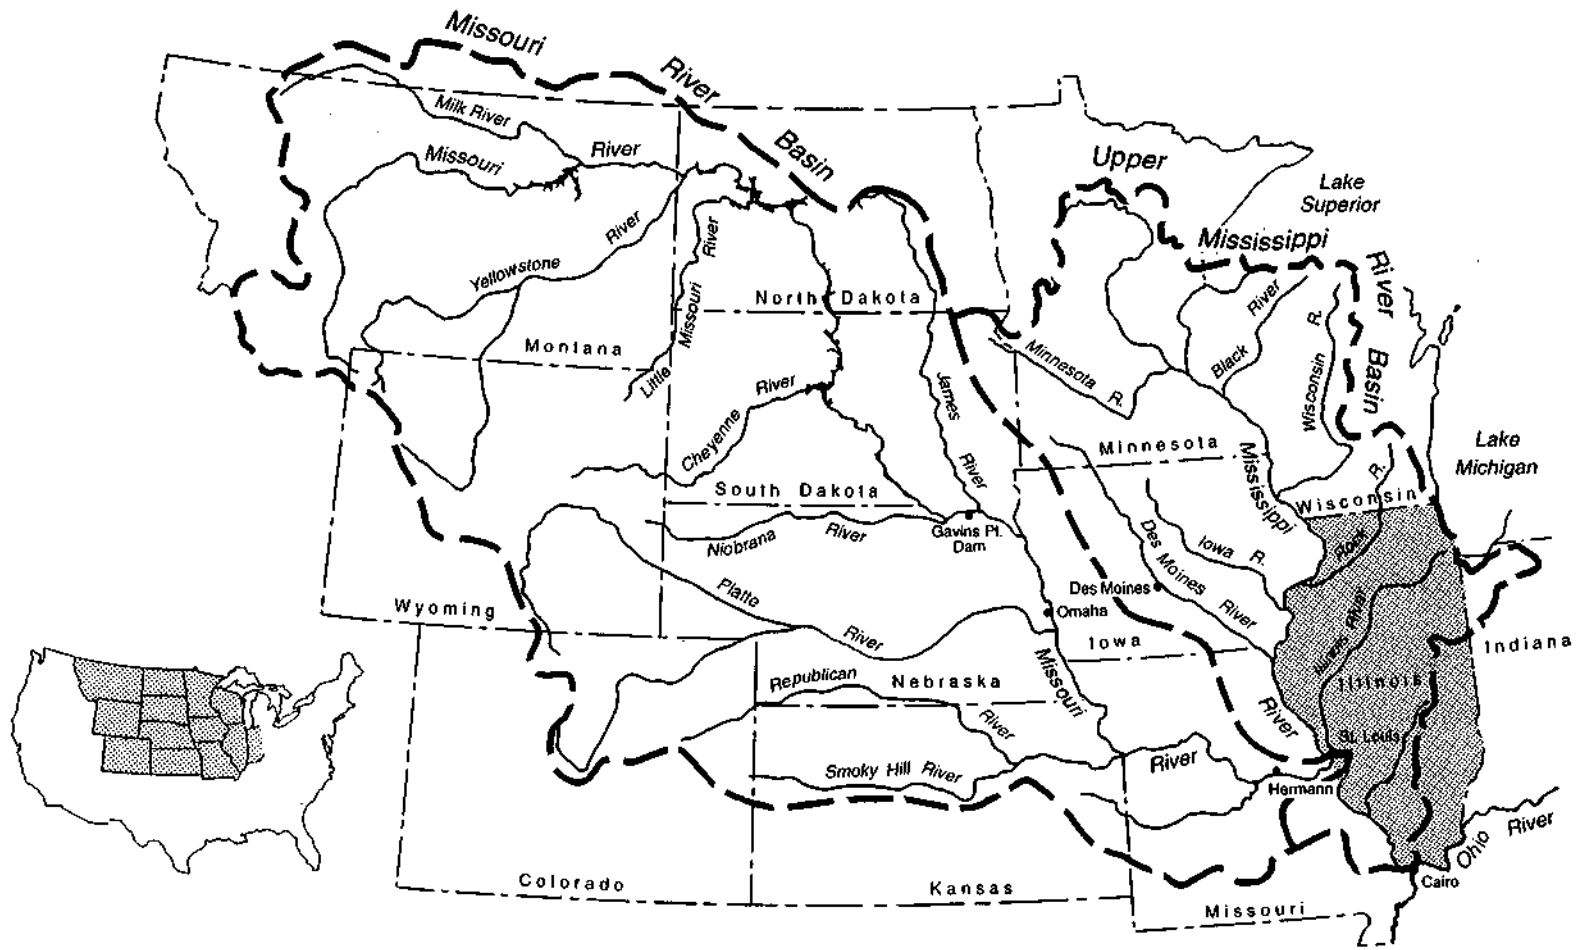 Missouri
River
Basin
Milk River
Missouri
River
Upper
Lake
Superior
Mississippi
River
Basin
Yellowstone
River
Little
Missouri
River
North Dakota
Montana
Black
River
Wisconsin
R.
Minnesota
R.
James
River
Cheyenne
River
Minnesota
Mississippi
Lake
Michigan
South Dakota
Wisconsin
R.
Rock
Niobrana
River
Gavins Pt.
Dam
Iowa R.
Des Moines
River
Des Moines
Platte
River
Omaha
Wyoming
Iowa
Illinois River
Indiana
Missouri
River
Republican
River
Nebraska
Illinois
St. Louis
Smoky Hill River
River
Hermann
Ohio
River
Colorado
Kansas
Cairo
Missouri